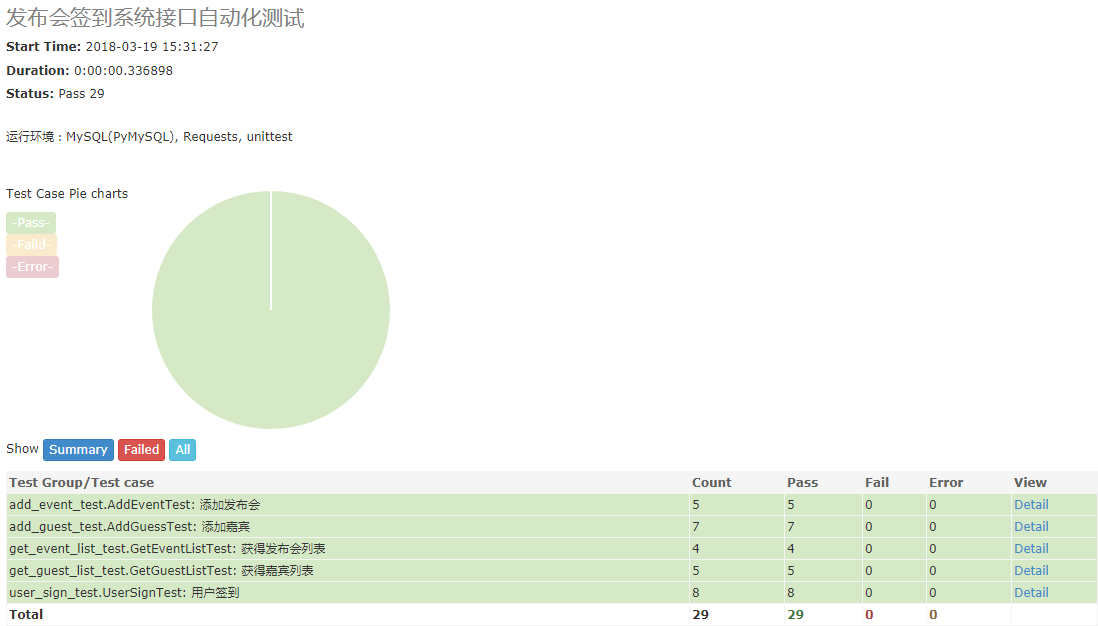 发布会签到系统接口自动化测试
Start Time: 2018-03-19 15:31:27
Duration: 0:00:00.336898
Status: Pass 29
运行环境 : MySQL(PyMySQL), Requests, unittest
Test Case Pie charts
-Pass-
-Faild-
-Error-
Show Summary Failed All
Test Group/Test case Count Pass Fail Error View
add_event_test.AddEventTest: 添加发布会 5 5 0 0 Detail
add_guest_test.AddGuessTest: 添加嘉宾 7 7 0 0 Detail
get_event_list_test.GetEventListTest: 获得发布会列表 4 4 0 0 Detail
get_guest_list_test.GetGuestListTest: 获得嘉宾列表 5 5 0 0 Detail
user_sign_test.UserSignTest: 用户签到 8 8 0 0 Detail
Total 29 29 0 0